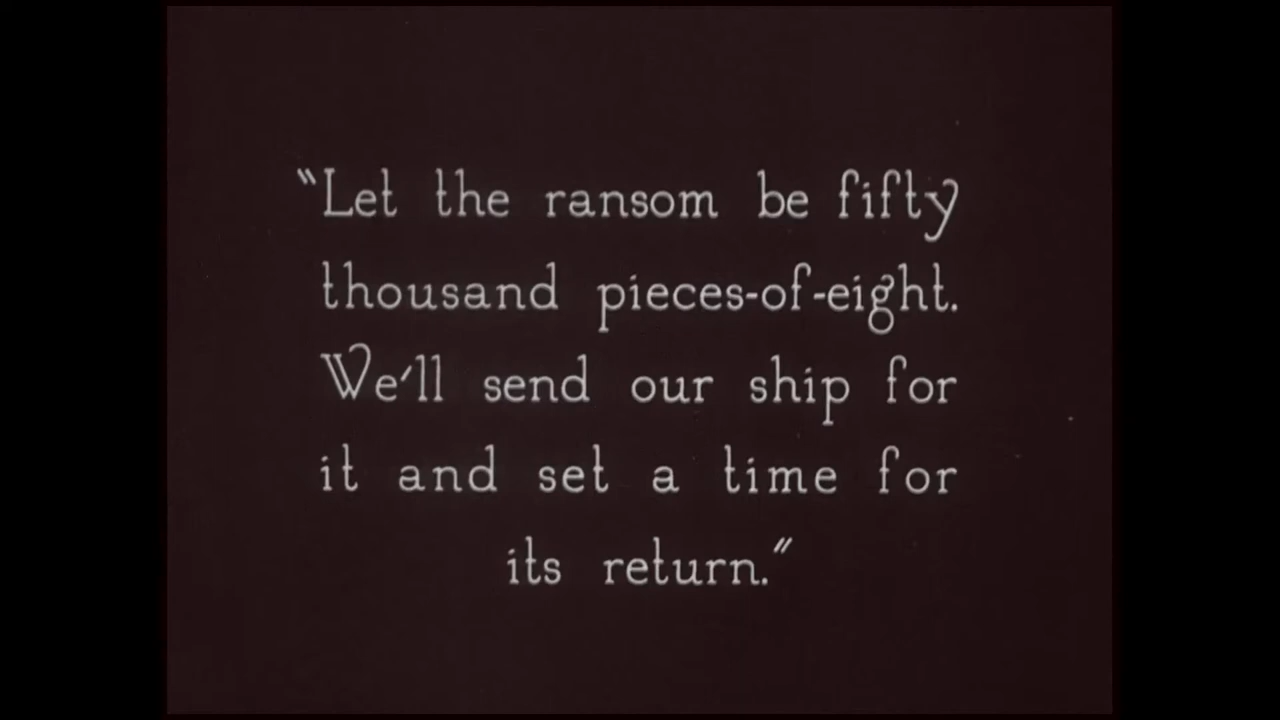 "Let the ransom be fifty
thousand pieces-of-eight.
We'll send our ship for
it and set a time for
its return."